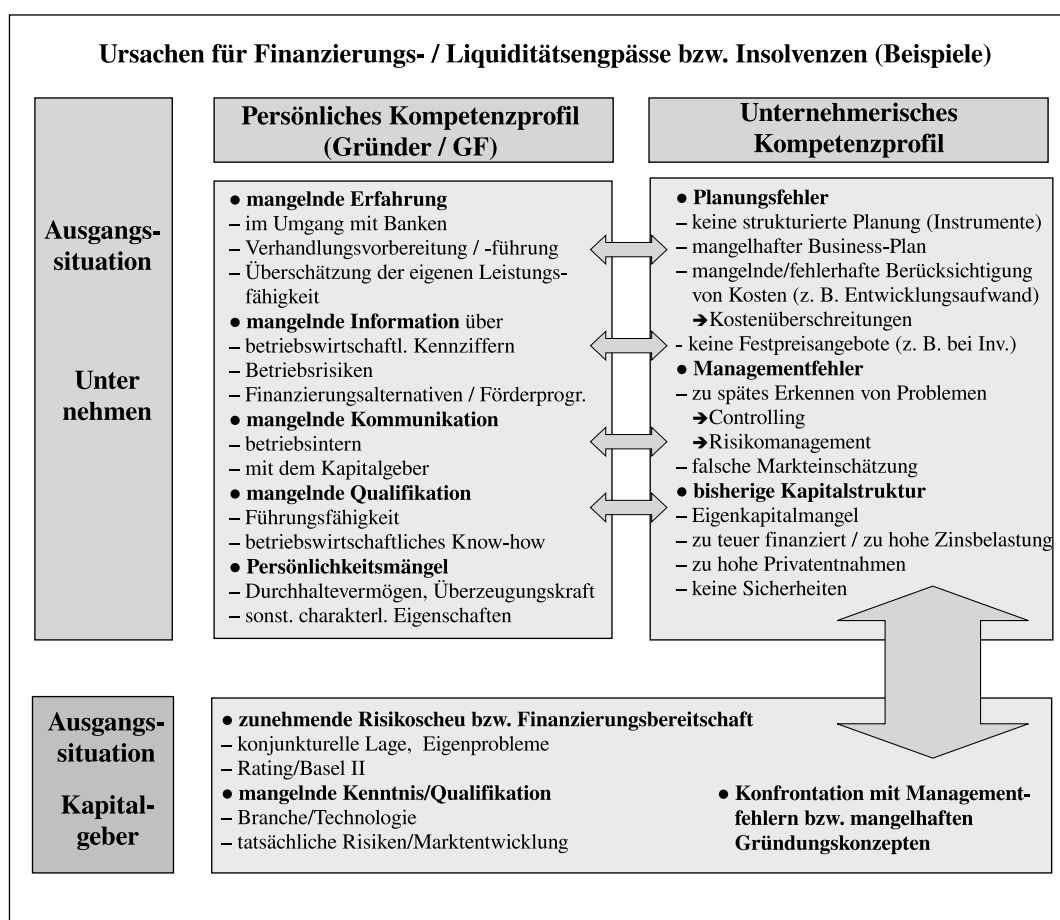 Ursachen für Finanzierungs- / Liquiditätsengpässe bzw. Insolvenzen (Beispiele)
Ausgangs-
situation
Unter
nehmen
Persönliches Kompetenzprofil
(Gründer / GF)
● mangelnde Erfahrung
– im Umgang mit Banken
– Verhandlungsvorbereitung / -führung
– Überschätzung der eigenen Leistungs-
fähigkeit
● mangelnde Information über
– betriebswirtschaftl. Kennziffern
– Betriebsrisiken
– Finanzierungsalternativen / Förderprogr.
● mangelnde Kommunikation
– betriebsintern
– mit dem Kapitalgeber
● mangelnde Qualifikation
– Führungsfähigkeit
– betriebswirtschaftliches Know-how
● Persönlichkeitsmängel
– Durchhaltevermögen, Überzeugungskraft
– sonst. charakterl. Eigenschaften
Unternehmerisches
Kompetenzprofil
● Planungsfehler
– keine strukturierte Planung (Instrumente)
– mangelhafter Business-Plan
– mangelnde/fehlerhafte Berücksichtigung
von Kosten (z. B. Entwicklungsaufwand)
➔Kostenüberschreitungen
- keine Festpreisangebote (z. B. bei Inv.)
● Managementfehler
– zu spätes Erkennen von Problemen
➔Controlling
➔Risikomanagement
– falsche Markteinschätzung
● bisherige Kapitalstruktur
– Eigenkapitalmangel
– zu teuer finanziert / zu hohe Zinsbelastung
– zu hohe Privatentnahmen
– keine Sicherheiten
Ausgangs-
situation
Kapital-
geber
● zunehmende Risikoscheu bzw. Finanzierungsbereitschaft
– konjunkturelle Lage, Eigenprobleme
– Rating/Basel II
● mangelnde Kenntnis/Qualifikation
– Branche/Technologie
– tatsächliche Risiken/Marktentwicklung
● Konfrontation mit Management-
fehlern bzw. mangelhaften
Gründungskonzepten